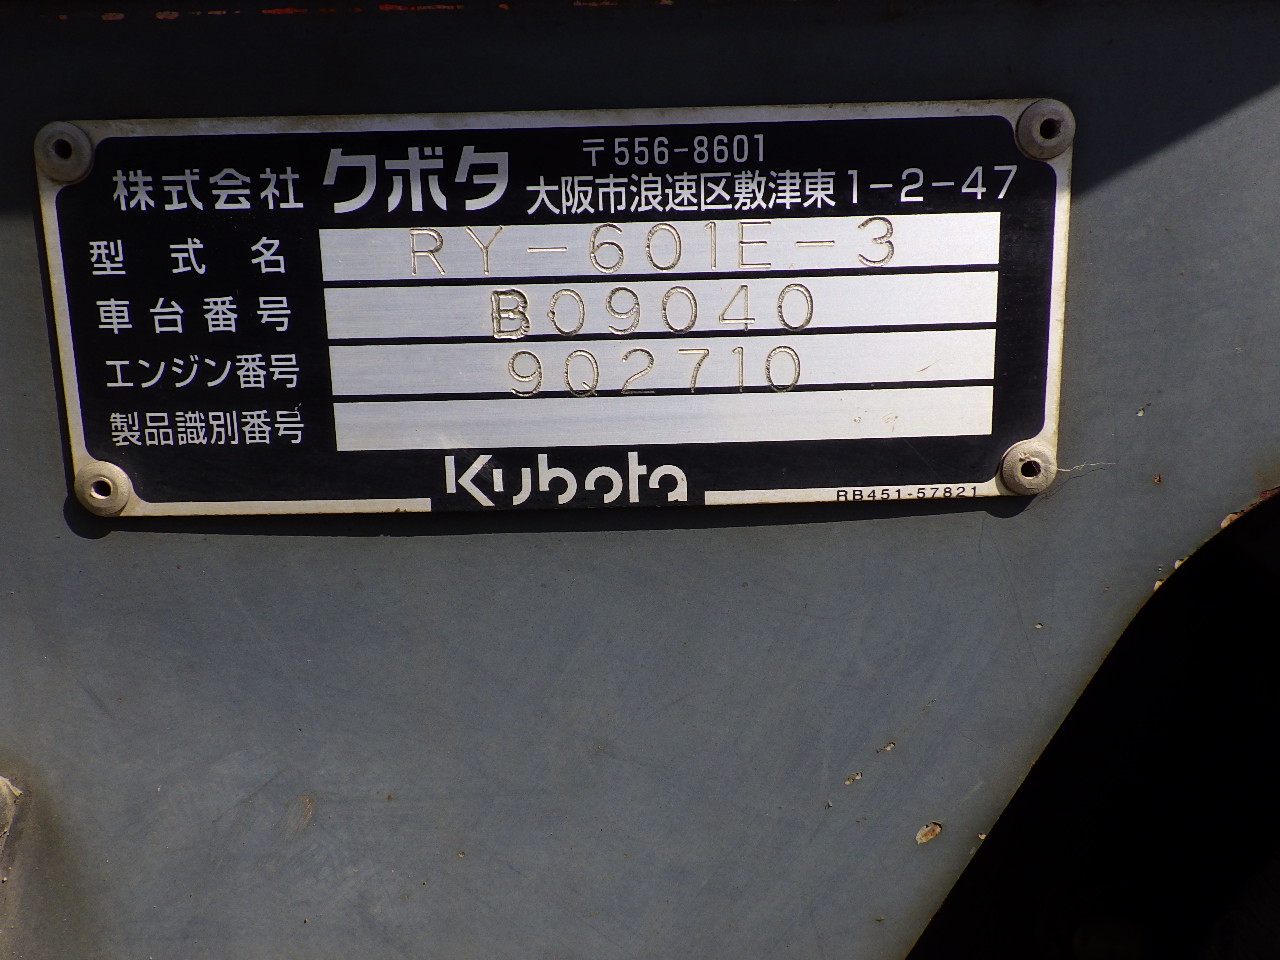 〒556-8601
株式会社 クボタ 大阪市浪速区敷津東1-2-47
型式名 RY-601E-3
車台番号 B09040
エンジン番号 9Q2710
製品識別番号
Kubota
RB451-57821